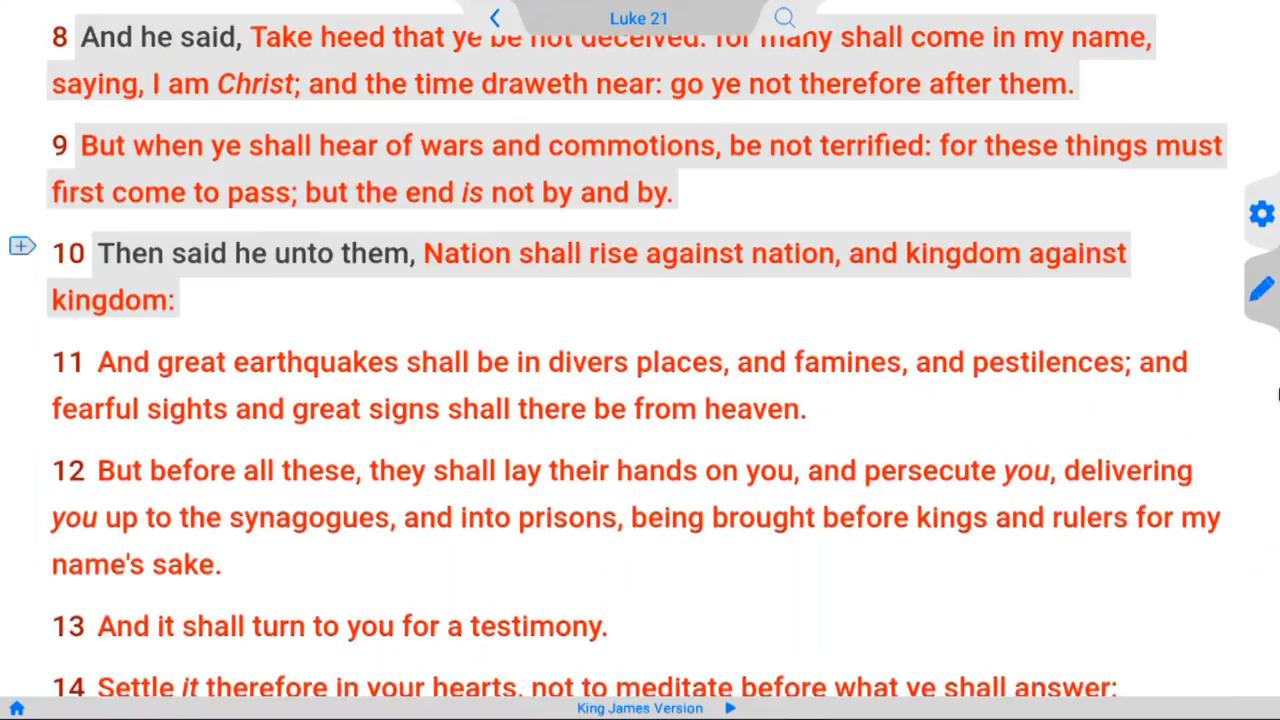 Luke 21
8 And he said, Take heed that ye be not deceived: for many shall come in my name,
saying, I am Christ; and the time draweth near: go ye not therefore after them.
9 But when ye shall hear of wars and commotions, be not terrified: for these things must
first come to pass; but the end is not by and by.
10 Then said he unto them, Nation shall rise against nation, and kingdom against
kingdom:
11 And great earthquakes shall be in divers places, and famines, and pestilences; and
fearful sights and great signs shall there be from heaven.
12 But before all these, they shall lay their hands on you, and persecute you, delivering
you up to the synagogues, and into prisons, being brought before kings and rulers for my
name's sake.
13 And it shall turn to you for a testimony.
14 Settle it therefore in your hearts, not to meditate before what ye shall answer:
King James Version